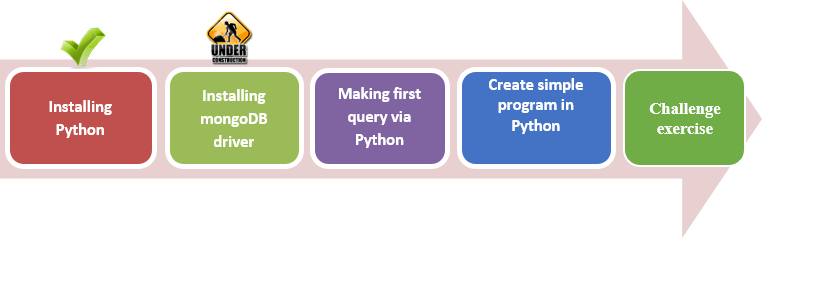 UNDER
CONSTRUCTION
Installing
Python
Installing
mongoDB
driver
Making first
query via
Python
Create simple
program in
Python
Challenge
exercise